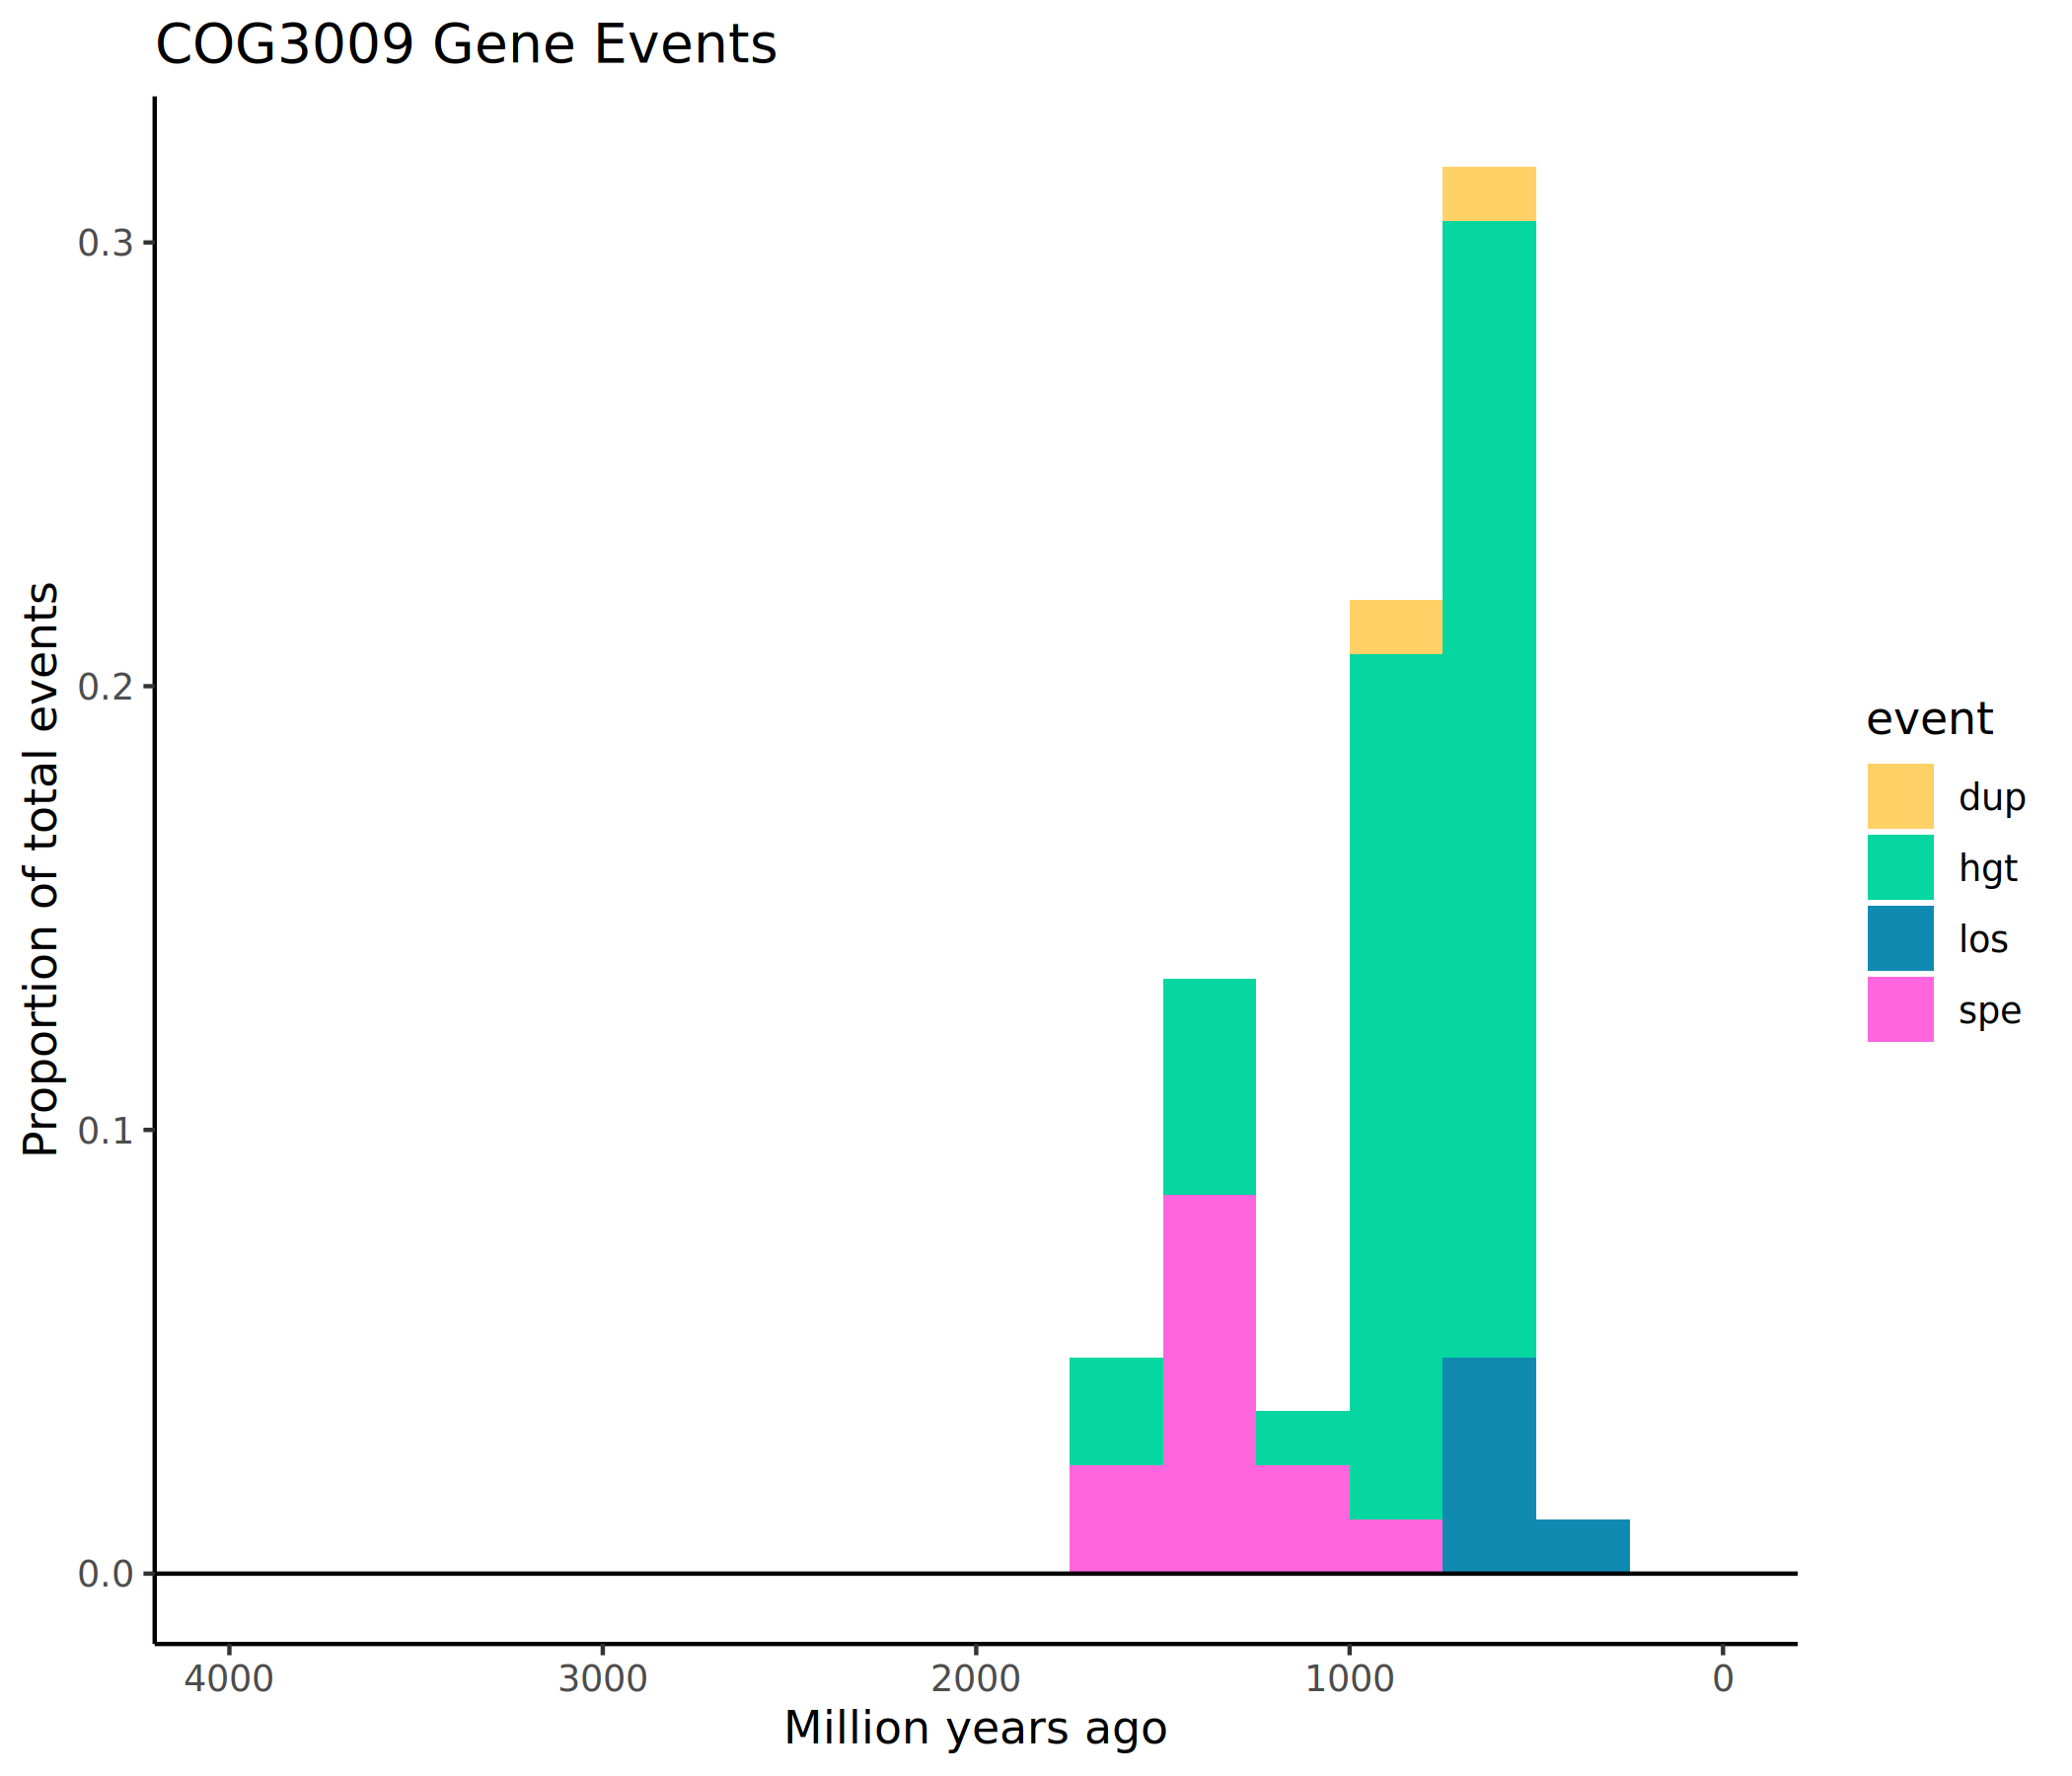 COG3009 Gene Events
Proportion of total events
0.3
0.2
0.1
0.0
4000 3000 2000 1000 0
Million years ago
event
dup
hgt
los
spe